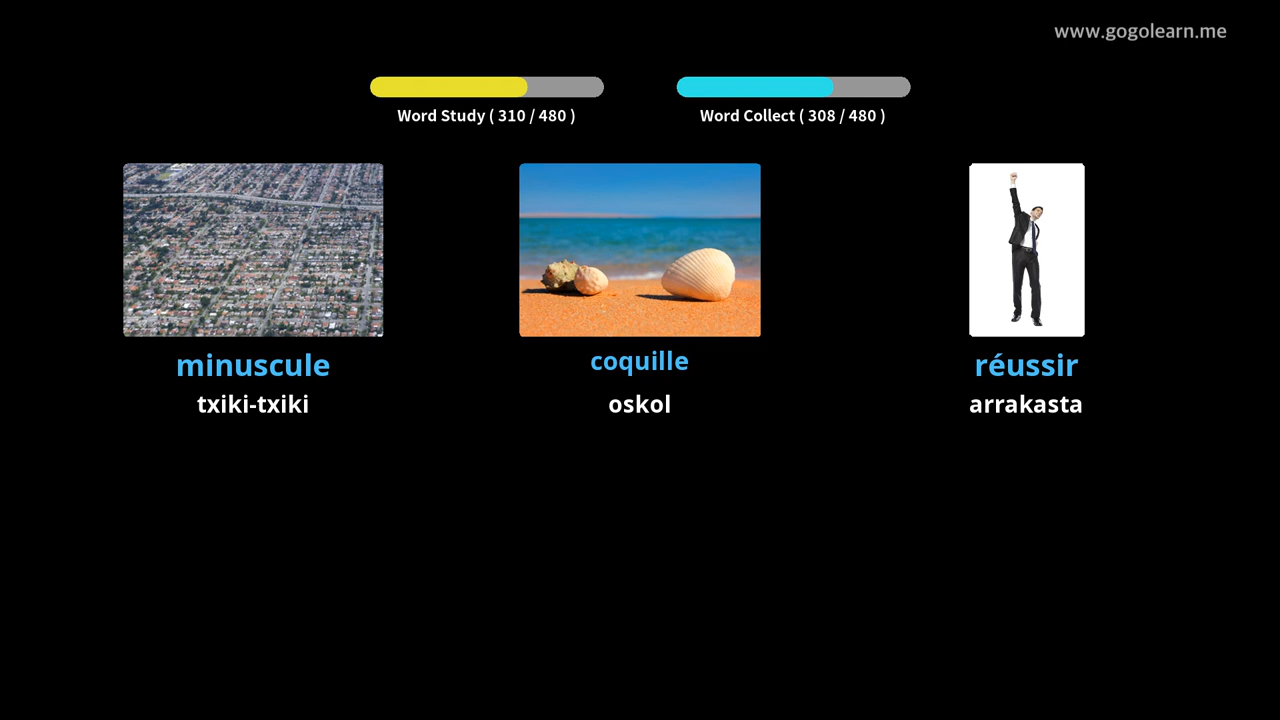 www.gogolearn.me
Word Study ( 310 / 480 )
Word Collect ( 308 / 480 )
minuscule
txiki-txiki
coquille
oskol
réussir
arrakasta